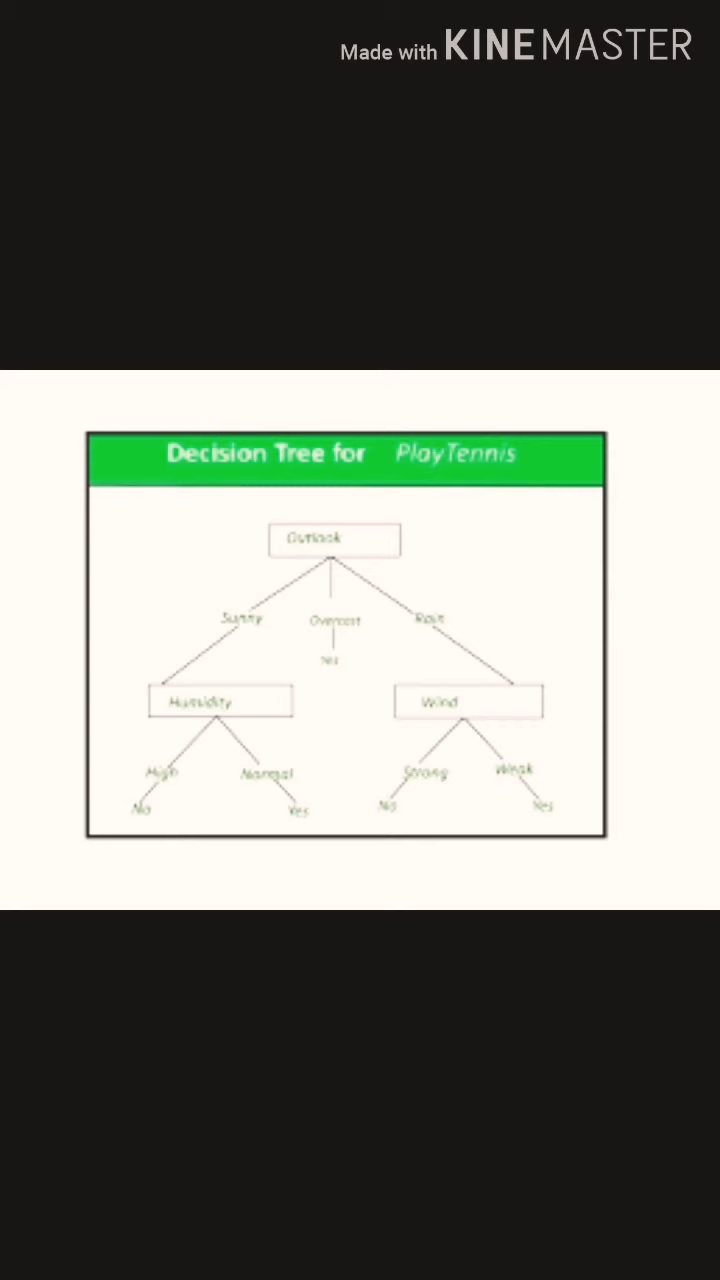 Made with KINEMASTER
Decision Tree for PlayTennis
Outlook
Sunny Overcast Rain
Yes
Humidity Wind
High Normal Strong Weak
No Yes No Yes